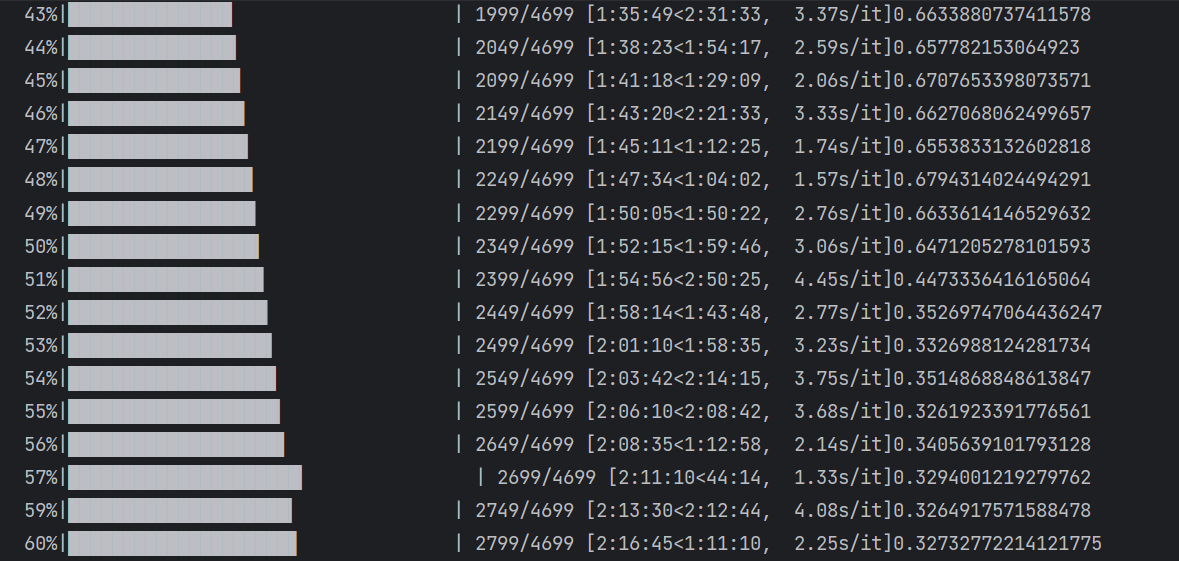 43%| | 1999/4699 [1:35:49<2:31:33, 3.37s/it]0.6633880737411578
44%| | 2049/4699 [1:38:23<1:54:17, 2.59s/it]0.657782153064923
45%| | 2099/4699 [1:41:18<1:29:09, 2.06s/it]0.6707653398073571
46%| | 2149/4699 [1:43:20<2:21:33, 3.33s/it]0.6627068062499657
47%| | 2199/4699 [1:45:11<1:12:25, 1.74s/it]0.6553833132602818
48%| | 2249/4699 [1:47:34<1:04:02, 1.57s/it]0.6794314024494291
49%| | 2299/4699 [1:50:05<1:50:22, 2.76s/it]0.6633614146529632
50%| | 2349/4699 [1:52:15<1:59:46, 3.06s/it]0.6471205278101593
51%| | 2399/4699 [1:54:56<2:50:25, 4.45s/it]0.4473336416165064
52%| | 2449/4699 [1:58:14<1:43:48, 2.77s/it]0.35269747064436247
53%| | 2499/4699 [2:01:10<1:58:35, 3.23s/it]0.3326988124281734
54%| | 2549/4699 [2:03:42<2:14:15, 3.75s/it]0.3514868848613847
55%| | 2599/4699 [2:06:10<2:08:42, 3.68s/it]0.3261923391776561
56%| | 2649/4699 [2:08:35<1:12:58, 2.14s/it]0.3405639101793128
57%| | 2699/4699 [2:11:10<44:14, 1.33s/it]0.3294001219279762
59%| | 2749/4699 [2:13:30<2:12:44, 4.08s/it]0.3264917571588478
60%| | 2799/4699 [2:16:45<1:11:10, 2.25s/it]0.32732772214121775